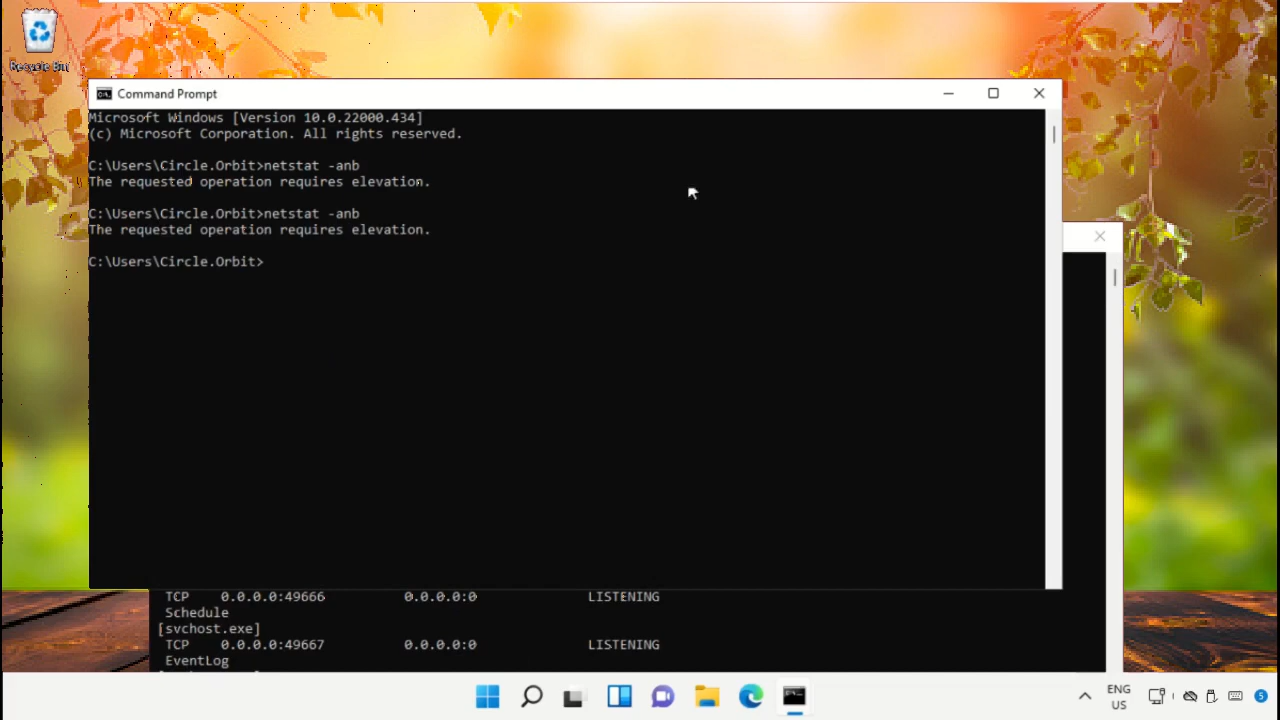 Recycle Bin
Command Prompt
Microsoft Windows [Version 10.0.22000.434]
(c) Microsoft Corporation. All rights reserved.
C:\Users\Circle.Orbit>netstat -anb
The requested operation requires elevation.
C:\Users\Circle.Orbit>netstat -anb
The requested operation requires elevation.
C:\Users\Circle.Orbit>
TCP 0.0.0.0:49666 0.0.0.0:0 LISTENING
Schedule
[svchost.exe]
TCP 0.0.0.0:49667 0.0.0.0:0 LISTENING
EventLog
ENG
US
5